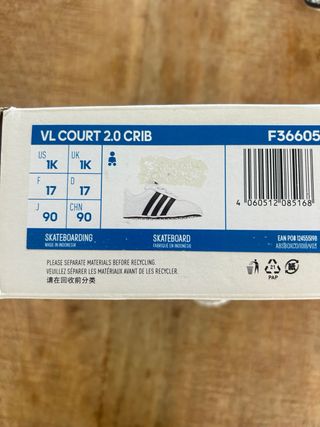 VL COURT 2.0 CRIB
F36605
US UK
1K 1K
F D
17 17
J CHN
90 90
4 060512 085168
SKATEBOARDING SKATEBOARD
MADE IN INDONESIA FABRIQUÉ EN INDONÉSIE
PLEASE SEPARATE MATERIALS BEFORE RECYCLING.
VEUILLEZ SÉPARER LES MATÉRIAUX AVANT DE RECYCLER.
请在回收前分类
21
PAP